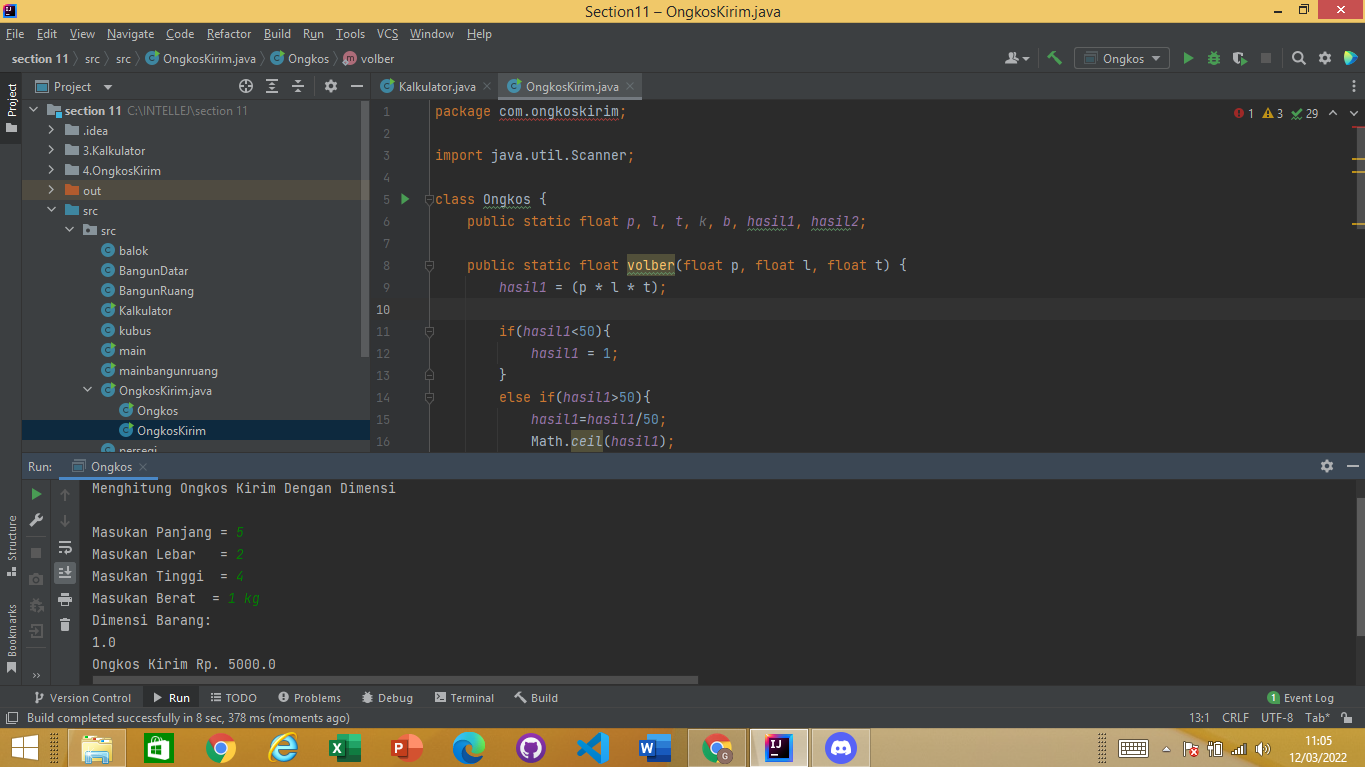 Section11 – OngkosKirim.java
File Edit View Navigate Code Refactor Build Run Tools VCS Window Help
section 11 src src OngkosKirim.java Ongkos volber
Ongkos
Project
Kalkulator.java
OngkosKirim.java
Project
section 11 C:\INTELLEJ\section 11
.idea
3.Kalkulator
4.OngkosKirim
out
src
src
balok
BangunDatar
BangunRuang
Kalkulator
kubus
main
mainbangunruang
OngkosKirim.java
Ongkos
OngkosKirim
persegi
1 3 29
1 package com.ongkoskirim;
2
3 import java.util.Scanner;
4
5 class Ongkos {
6 public static float p, l, t, k, b, hasil1, hasil2;
7
8 public static float volber(float p, float l, float t) {
9 hasil1 = (p * l * t);
10
11 if(hasil1<50){
12 hasil1 = 1;
13 }
14 else if(hasil1>50){
15 hasil1=hasil1/50;
16 Math.ceil(hasil1);
Run: Ongkos
Menghitung Ongkos Kirim Dengan Dimensi
Masukan Panjang = 5
Masukan Lebar = 2
Masukan Tinggi = 4
Masukan Berat = 1 kg
Dimensi Barang:
1.0
Ongkos Kirim Rp. 5000.0
Structure
Bookmarks
Version Control Run TODO Problems Debug Terminal Build
1 Event Log
Build completed successfully in 8 sec, 378 ms (moments ago)
13:1 CRLF UTF-8 Tab*
11:05
12/03/2022